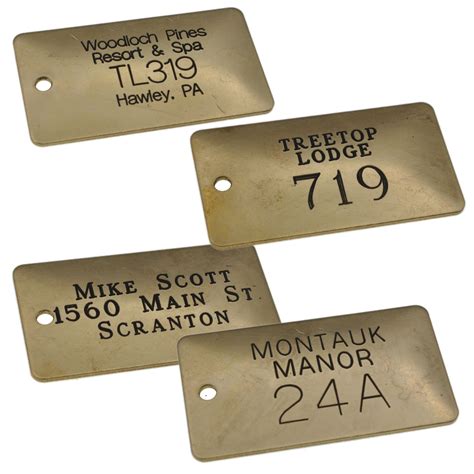 Woodloch Pines
Resort & Spa
TL319
Hawley, PA
TREETOP
LODGE
719
MIKE SCOTT
1560 MAIN ST.
SCRANTON
MONTAUK
MANOR
24A